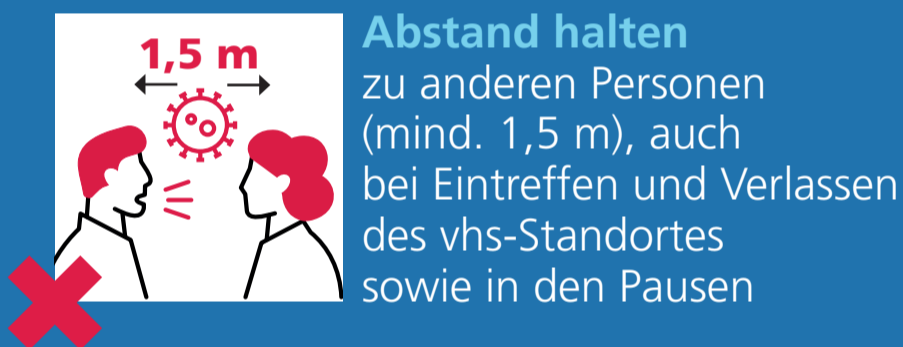 1,5 m
Abstand halten
zu anderen Personen
(mind. 1,5 m), auch
bei Eintreffen und Verlassen
des vhs-Standortes
sowie in den Pausen